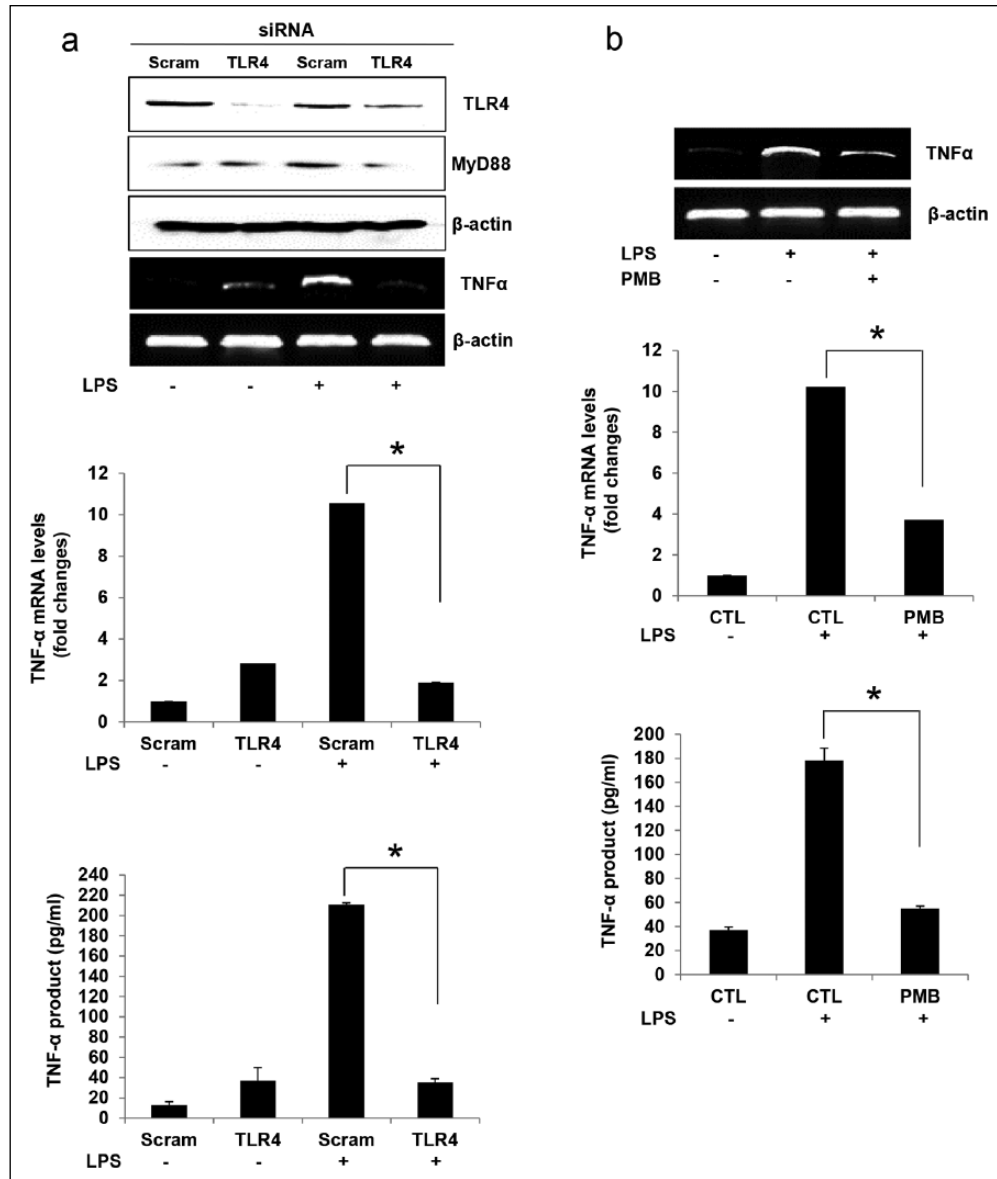 a
siRNA
Scram TLR4 Scram TLR4
TLR4
MyD88
β-actin
TNFα
β-actin
LPS - - + +
TNF-α mRNA levels
(fold changes)
12
10
8
6
4
2
0
*
Scram TLR4 Scram TLR4
LPS - - + +
TNF-α product (pg/ml)
240
220
200
180
160
140
120
100
80
60
40
20
0
*
Scram TLR4 Scram TLR4
LPS - - + +
b
TNFα
β-actin
LPS - + +
PMB - - +
TNF-α mRNA levels
(fold changes)
12
10
8
6
4
2
0
*
CTL CTL PMB
LPS - + +
TNF-α product (pg/ml)
200
180
160
140
120
100
80
60
40
20
0
*
CTL CTL PMB
LPS - + +